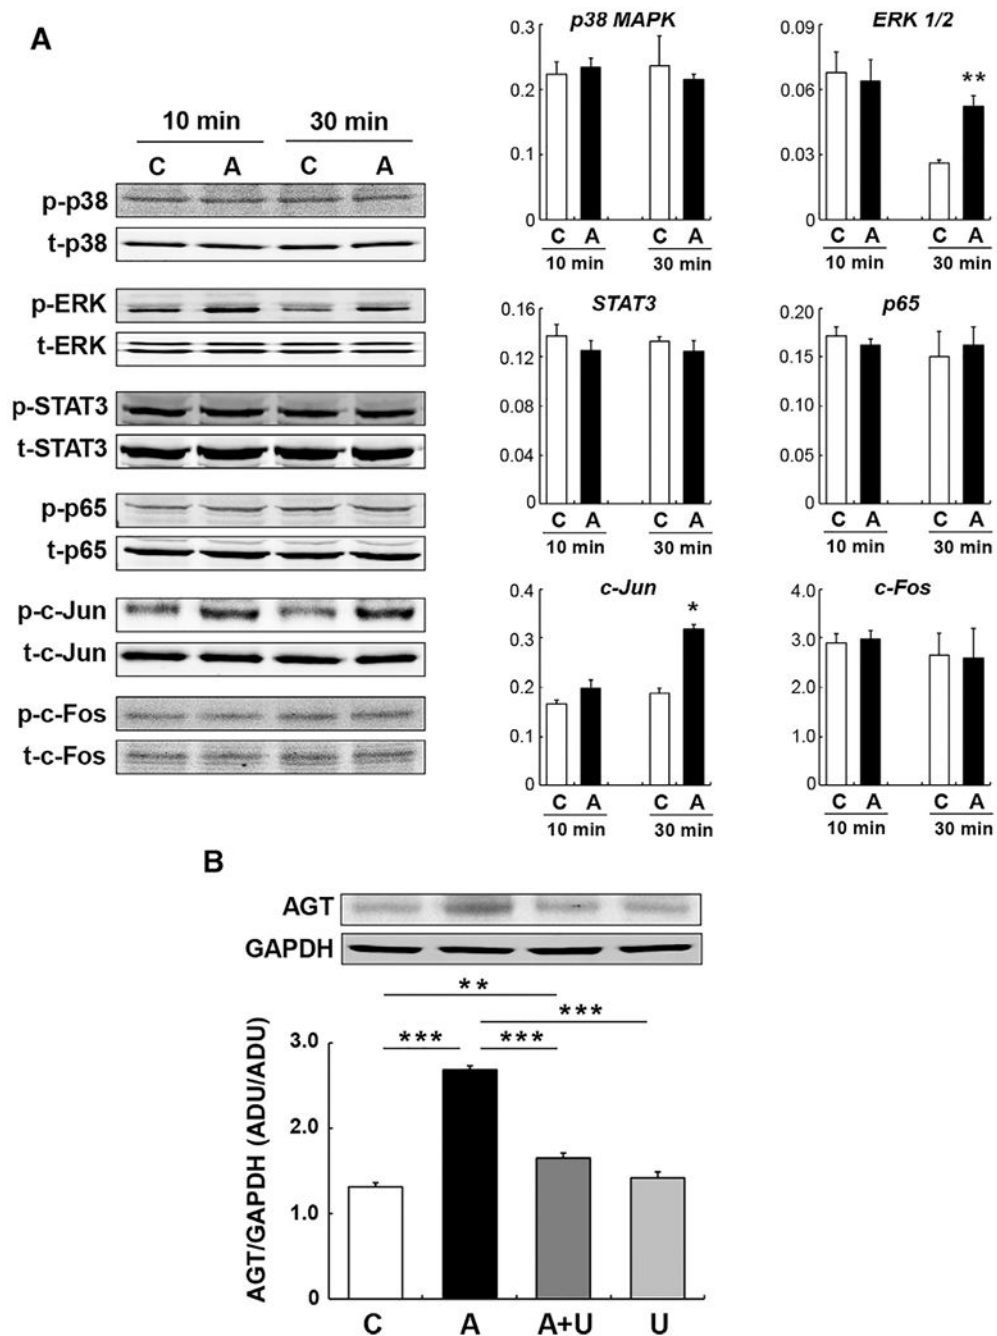 A
10 min 30 min
C A C A
p-p38
t-p38
p-ERK
t-ERK
p-STAT3
t-STAT3
p-p65
t-p65
p-c-Jun
t-c-Jun
p-c-Fos
t-c-Fos
p38 MAPK
0.3
0.2
0.1
0
C A C A
10 min 30 min
ERK 1/2
0.09
0.06
0.03
0
**
C A C A
10 min 30 min
STAT3
0.16
0.12
0.08
0.04
0
C A C A
10 min 30 min
p65
0.20
0.15
0.10
0.05
0
C A C A
10 min 30 min
c-Jun
0.4
0.3
0.2
0.1
0
*
C A C A
10 min 30 min
c-Fos
4.0
3.0
2.0
1.0
0
C A C A
10 min 30 min
B
AGT
GAPDH
**
***
*** ***
AGT/GAPDH (ADU/ADU)
3.0
2.0
1.0
0
C A A+U U